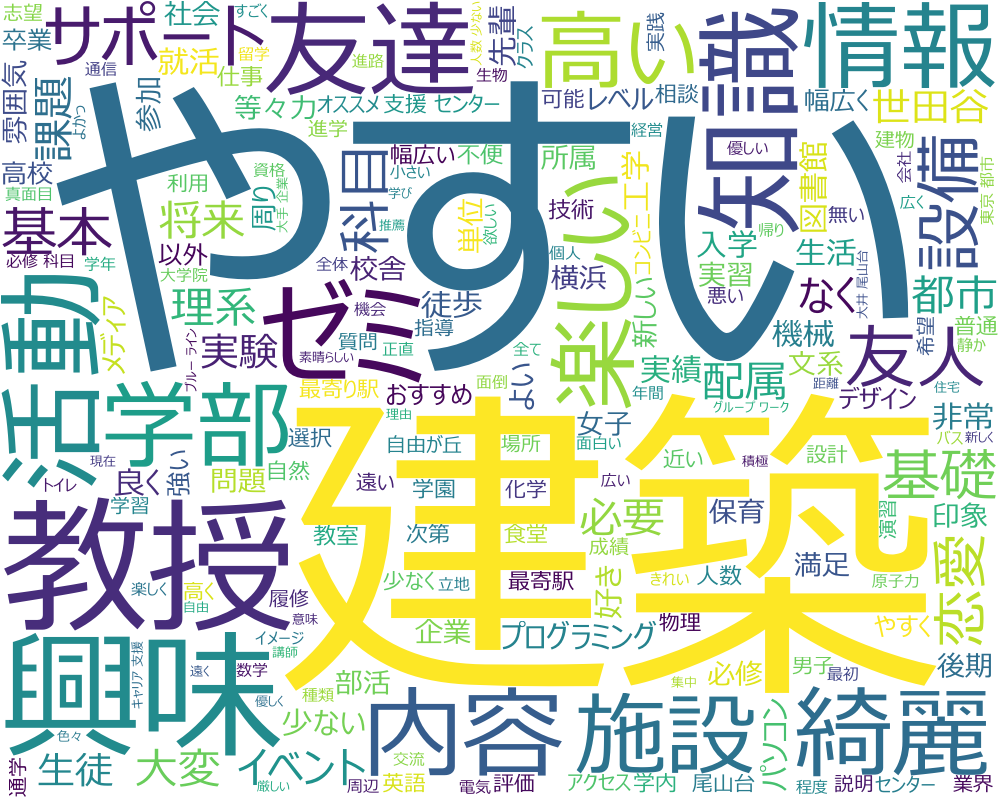 志望
社会
すごく
サポート
友達
人数 少ない
先輩
クラス
実践
高い
知識
情報
卒業
通信
就活
留学
仕事
進路
生物
雰囲気
課題
よかっ
参加
等々力
オススメ
支援 センター
可能
レベル
相談
幅広く
世田谷
高校
真面目
進学
幅広い
不便
所属
経営
優しい
建物
会社
東京 都市
やすい
利用
資格
小さい
学び
工学
図書館
設備
広く
基本
将来
周り
大手 企業
推薦
科目
単位
欲しい
技術
コンビニ
入学
帰り
無い
生活
必修 科目
学年
以外
大学院
全体
校舎
個人
横浜
新しい
実習
悪い
なく
大井 尾山台
都市
活動
メディア
理系
ゼミ
機会
徒歩
指導
楽しい
機械
希望
普通
静か
ブルー ライン
実験
素晴らしい
質問
正直
全て
実績
文系
友人
最寄り駅
おすすめ
面倒
よい
年間
配属
距離
デザイン
住宅
学部
選択
理由
自由が丘
場所
女子
面白い
グループ ワーク
非常
バス
新しく
現在
トイレ
良く
強い
問題
自然
遠い
学園
化学
広い
近い
積極
設計
基礎
学習
教室
次第
食堂
必要
成績
保育
演習
印象
教授
建築
楽しく
高く
自由
履修
意味
少なく
立地
最寄駅
好き
きれい
人数
満足
原子力
恋愛
興味
イメージ
講師
企業
プログラミング
物理
やすく
キャリア 支援
遠く
数学
優しく
種類
部活
集中
必修
男子
最初
後期
色々
少ない
内容
施設
パソコン
綺麗
通学
生徒
大変
イベント
厳しい
周辺
交流
英語
電気
評価
アクセス
学内
尾山台
程度
説明
センター
業界